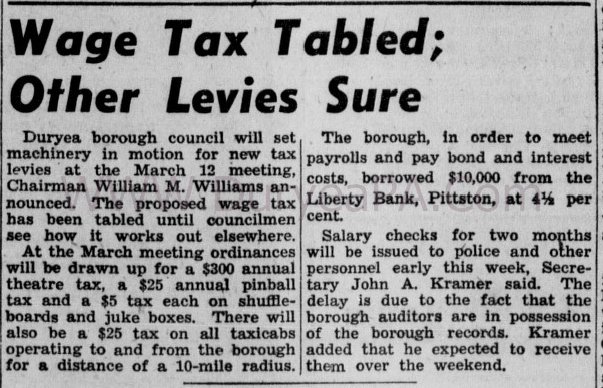 Wage Tax Tabled;
Other Levies Sure
Duryea borough council will set
machinery in motion for new tax
levies at the March 12 meeting,
Chairman William M. Williams an-
nounced. The proposed wage tax
has been tabled until councilmen
see how it works out elsewhere.
At the March meeting ordinances
will be drawn up for a $300 annual
theatre tax, a $25 annual pinball
tax and a $5 tax each on shuffle-
boards and juke boxes. There will
also be a $25 tax on all taxicabs
operating to and from the borough
for a distance of a 10-mile radius.
The borough, in order to meet
payrolls and pay bond and interest
costs, borrowed $10,000 from the
Liberty Bank, Pittston, at 4½ per
cent.
Salary checks for two months
will be issued to police and other
personnel early this week, Secre-
tary John A. Kramer said. The
delay is due to the fact that the
borough auditors are in possession
of the borough records. Kramer
added that he expected to receive
them over the weekend.